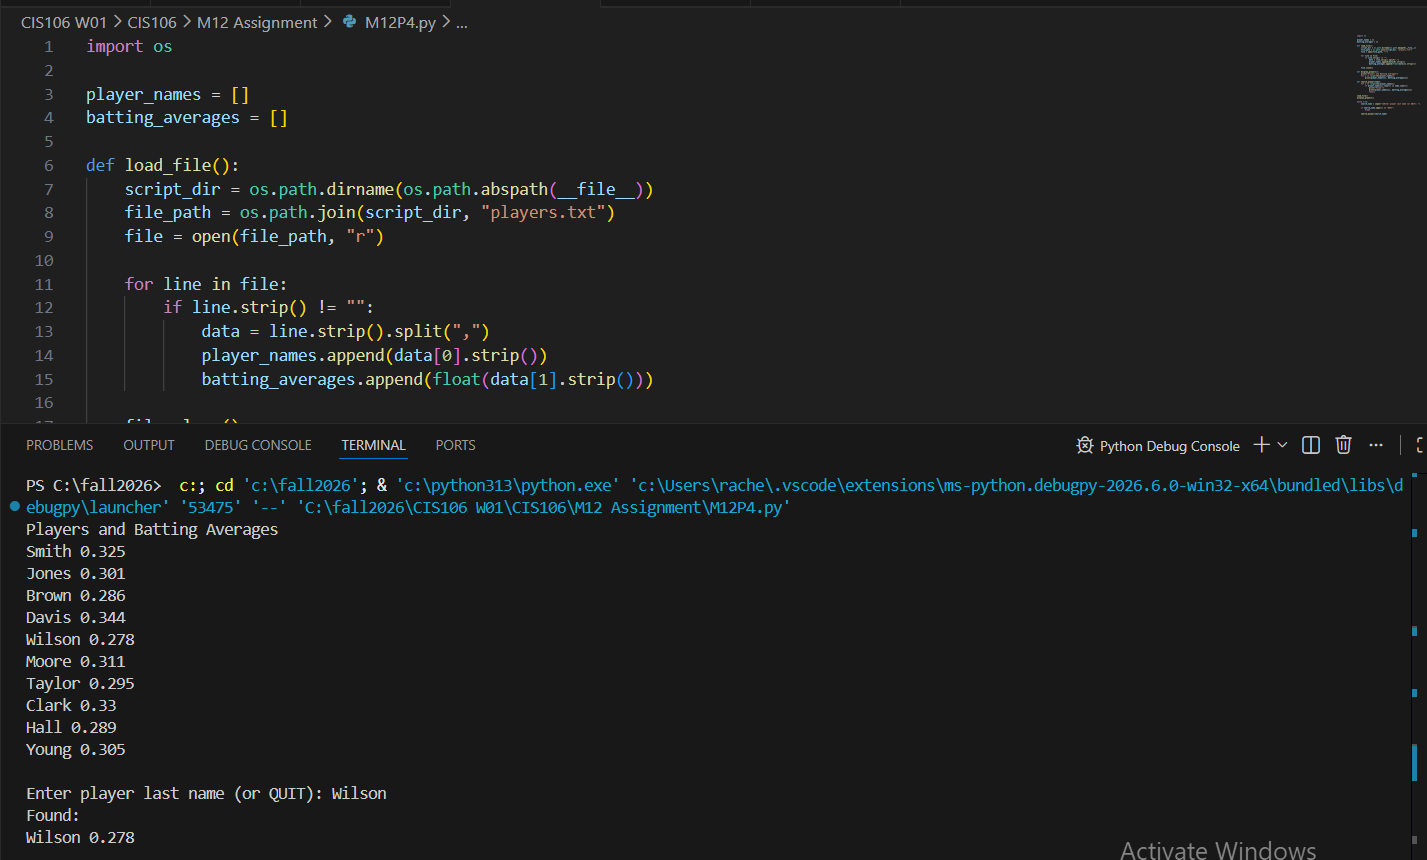 CIS106 W01 > CIS106 > M12 Assignment > M12P4.py > ...
1 import os
2
3 player_names = []
4 batting_averages = []
5
6 def load_file():
7 script_dir = os.path.dirname(os.path.abspath(__file__))
8 file_path = os.path.join(script_dir, "players.txt")
9 file = open(file_path, "r")
10
11 for line in file:
12 if line.strip() != "":
13 data = line.strip().split(",")
14 player_names.append(data[0].strip())
15 batting_averages.append(float(data[1].strip()))
16
PROBLEMS OUTPUT DEBUG CONSOLE TERMINAL PORTS Python Debug Console
PS C:\fall2026> c:; cd 'c:\fall2026'; & 'c:\python313\python.exe' 'c:\Users\rache\.vscode\extensions\ms-python.debugpy-2026.6.0-win32-x64\bundled\libs\d
ebugpy\launcher' '53475' '--' 'C:\fall2026\CIS106 W01\CIS106\M12 Assignment\M12P4.py'
Players and Batting Averages
Smith 0.325
Jones 0.301
Brown 0.286
Davis 0.344
Wilson 0.278
Moore 0.311
Taylor 0.295
Clark 0.33
Hall 0.289
Young 0.305
Enter player last name (or QUIT): Wilson
Found:
Wilson 0.278
Activate Windows